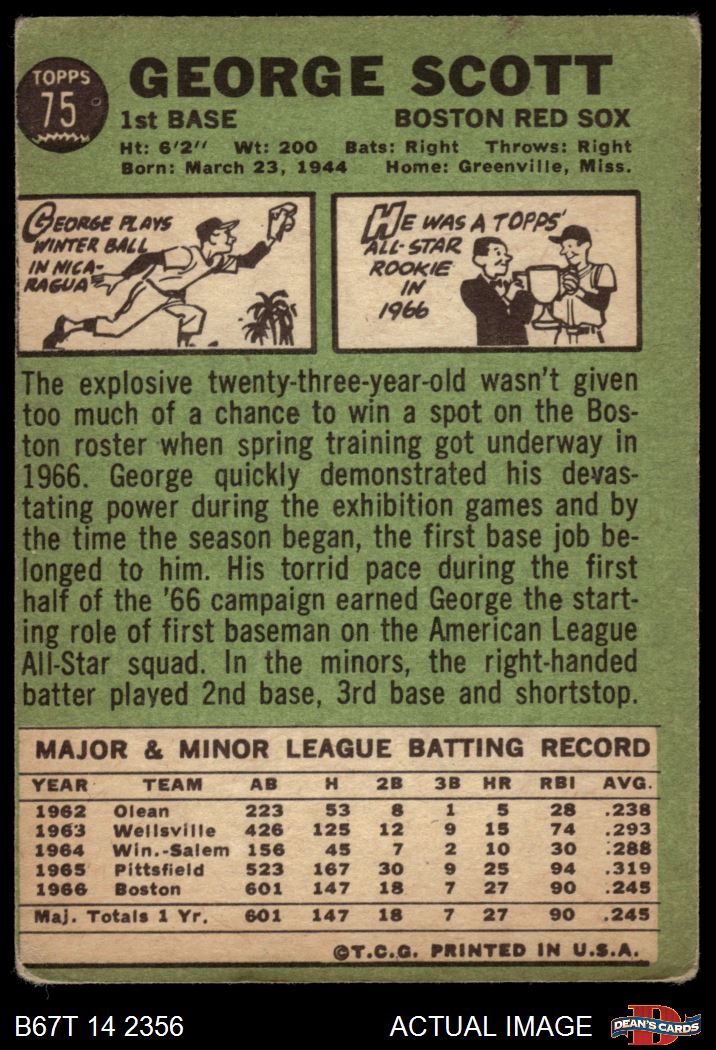 TOPPS
75
GEORGE SCOTT
1st BASE BOSTON RED SOX
Ht: 6'2" Wt: 200 Bats: Right Throws: Right
Born: March 23, 1944 Home: Greenville, Miss.
GEORGE PLAYS
WINTER BALL
IN NICA-
RAGUA
HE WAS A TOPPS'
ALL-STAR
ROOKIE
IN
1966
The explosive twenty-three-year-old wasn't given
too much of a chance to win a spot on the Bos-
ton roster when spring training got underway in
1966. George quickly demonstrated his devas-
tating power during the exhibition games and by
the time the season began, the first base job be-
longed to him. His torrid pace during the first
half of the '66 campaign earned George the start-
ing role of first baseman on the American League
All-Star squad. In the minors, the right-handed
batter played 2nd base, 3rd base and shortstop.
MAJOR & MINOR LEAGUE BATTING RECORD
YEAR TEAM AB H 2B 3B HR RBI AVG.
1962 Olean 223 53 8 1 5 28 .238
1963 Wellsville 426 125 12 9 15 74 .293
1964 Win.-Salem 156 45 7 2 10 30 .288
1965 Pittsfield 523 167 30 9 25 94 .319
1966 Boston 601 147 18 7 27 90 .245
Maj. Totals 1 Yr. 601 147 18 7 27 90 .245
©T.C.G. PRINTED IN U.S.A.
B67T 14 2356 ACTUAL IMAGE DEAN'S CARDS